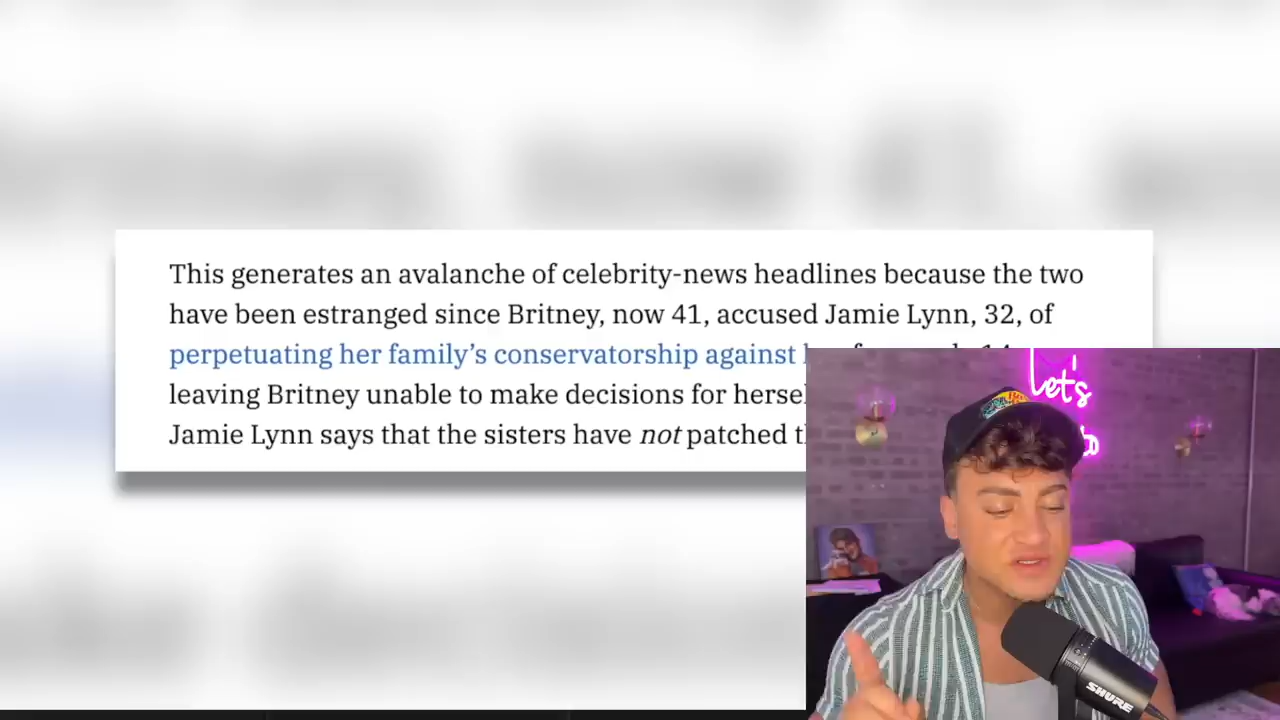 This generates an avalanche of celebrity-news headlines because the two
have been estranged since Britney, now 41, accused Jamie Lynn, 32, of
perpetuating her family's conservatorship against
leaving Britney unable to make decisions for
Jamie Lynn says that the sisters have not patched
Let's
SHURE